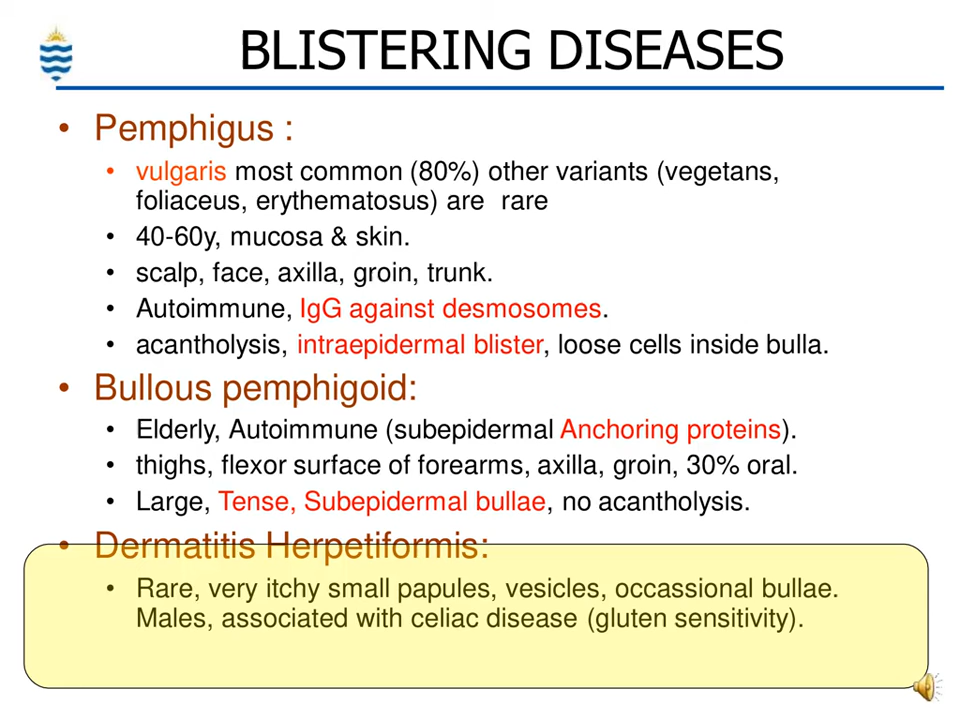 BLISTERING DISEASES
• Pemphigus :
• vulgaris most common (80%) other variants (vegetans,
foliaceus, erythematosus) are rare
• 40-60y, mucosa & skin.
• scalp, face, axilla, groin, trunk.
• Autoimmune, IgG against desmosomes.
• acantholysis, intraepidermal blister, loose cells inside bulla.
• Bullous pemphigoid:
• Elderly, Autoimmune (subepidermal Anchoring proteins).
• thighs, flexor surface of forearms, axilla, groin, 30% oral.
• Large, Tense, Subepidermal bullae, no acantholysis.
• Dermatitis Herpetiformis:
• Rare, very itchy small papules, vesicles, occassional bullae.
Males, associated with celiac disease (gluten sensitivity).